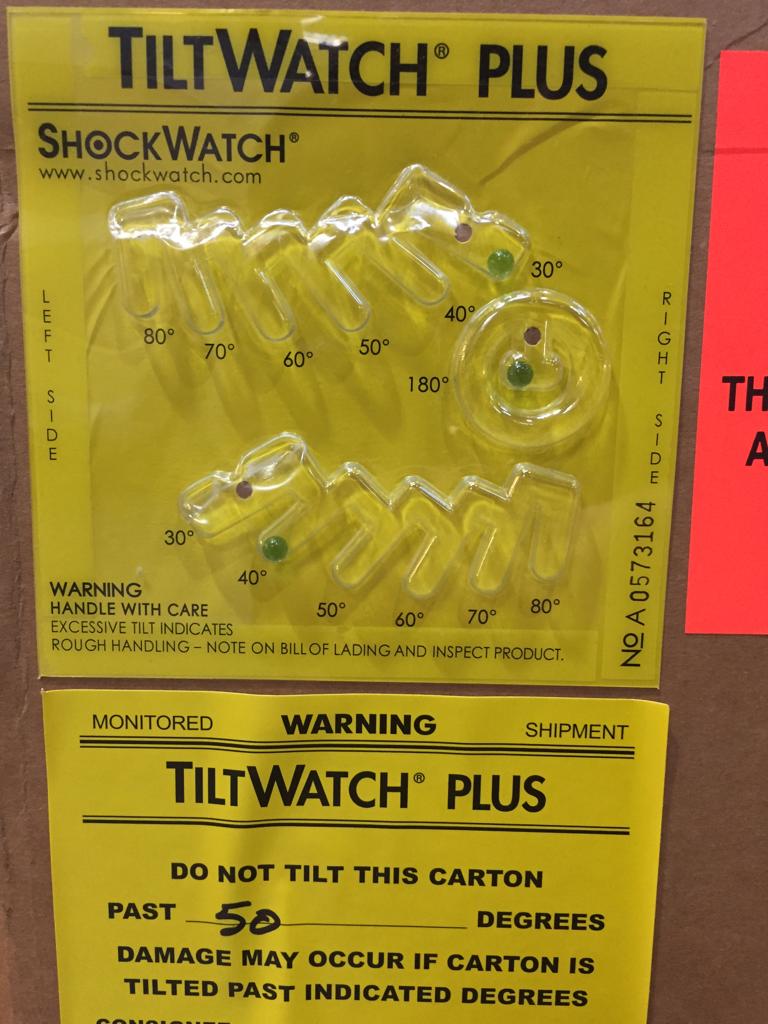 TILTWATCH® PLUS
SHOCKWATCH®
www.shockwatch.com
30°
40°
80°
70°
60°
50°
180°
LEFT SIDE
RIGHT SIDE
30°
40°
50°
60°
70°
80°
No A 0573164
WARNING
HANDLE WITH CARE
EXCESSIVE TILT INDICATES
ROUGH HANDLING – NOTE ON BILL OF LADING AND INSPECT PRODUCT.
TH
A
MONITORED WARNING SHIPMENT
TILTWATCH® PLUS
DO NOT TILT THIS CARTON
PAST 50 DEGREES
DAMAGE MAY OCCUR IF CARTON IS
TILTED PAST INDICATED DEGREES